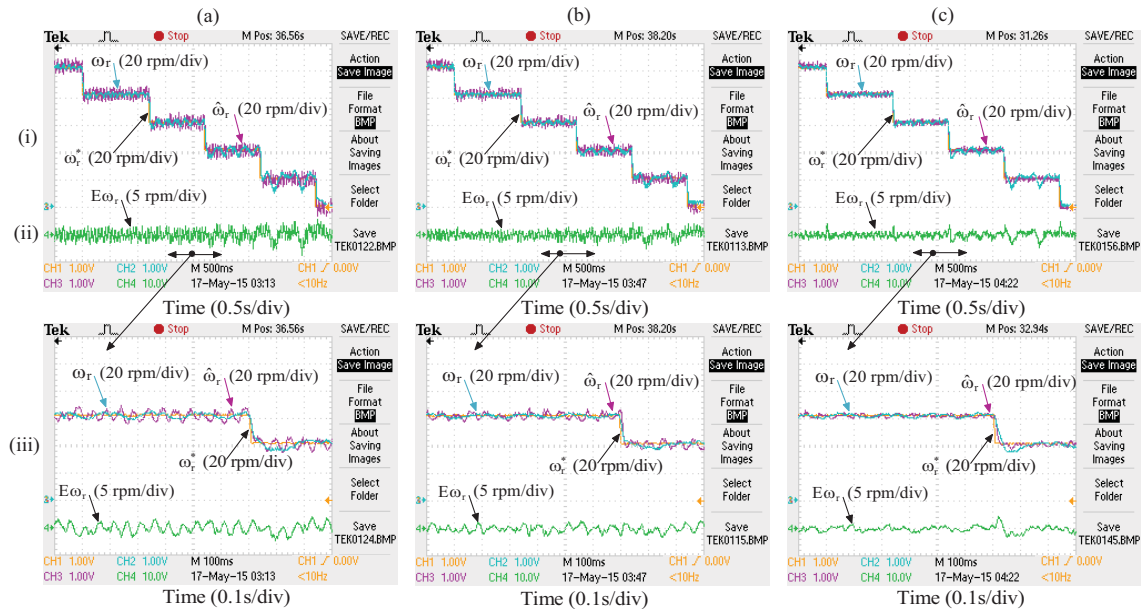 (a)
(b)
(c)
(i)
(ii)
(iii)
Tek
Stop
M Pos: 36.56s
SAVE/REC
ωr (20 rpm/div)
ω̂r (20 rpm/div)
ωr* (20 rpm/div)
Eωr (5 rpm/div)
3
4
Action
Save Image
File
Format
BMP
About
Saving
Images
Select
Folder
Save
TEK0122.BMP
CH1 1.00V CH2 1.00V M 500ms CH1 ∫ 0.00V
CH3 1.00V CH4 10.0V 17-May-15 03:13 <10Hz
Time (0.5s/div)
Tek
Stop
M Pos: 38.20s
SAVE/REC
ωr (20 rpm/div)
ω̂r (20 rpm/div)
ωr* (20 rpm/div)
Eωr (5 rpm/div)
3
4
Action
Save Image
File
Format
BMP
About
Saving
Images
Select
Folder
Save
TEK0113.BMP
CH1 1.00V CH2 1.00V M 500ms CH1 ∫ 0.00V
CH3 1.00V CH4 10.0V 17-May-15 03:47 <10Hz
Time (0.5s/div)
Tek
Stop
M Pos: 31.26s
SAVE/REC
ωr (20 rpm/div)
ω̂r (20 rpm/div)
ωr* (20 rpm/div)
Eωr (5 rpm/div)
3
4
Action
Save Image
File
Format
BMP
About
Saving
Images
Select
Folder
Save
TEK0156.BMP
CH1 1.00V CH2 1.00V M 500ms CH1 ∫ 0.00V
CH3 1.00V CH4 10.0V 17-May-15 04:22 <10Hz
Time (0.5s/div)
Tek
Stop
M Pos: 36.56s
SAVE/REC
ωr (20 rpm/div)
ω̂r (20 rpm/div)
ωr* (20 rpm/div)
Eωr (5 rpm/div)
4
Action
Save Image
File
Format
BMP
About
Saving
Images
Select
Folder
Save
TEK0124.BMP
CH1 1.00V CH2 1.00V M 100ms CH1 ∫ 0.00V
CH3 1.00V CH4 10.0V 17-May-15 03:13 <10Hz
Time (0.1s/div)
Tek
Stop
M Pos: 38.20s
SAVE/REC
ωr (20 rpm/div)
ω̂r (20 rpm/div)
ωr* (20 rpm/div)
Eωr (5 rpm/div)
4
Action
Save Image
File
Format
BMP
About
Saving
Images
Select
Folder
Save
TEK0115.BMP
CH1 1.00V CH2 1.00V M 100ms CH1 ∫ 0.00V
CH3 1.00V CH4 10.0V 17-May-15 03:47 <10Hz
Time (0.1s/div)
Tek
Stop
M Pos: 32.94s
SAVE/REC
ωr (20 rpm/div)
ω̂r (20 rpm/div)
ωr* (20 rpm/div)
Eωr (5 rpm/div)
4
Action
Save Image
File
Format
BMP
About
Saving
Images
Select
Folder
Save
TEK0145.BMP
CH1 1.00V CH2 1.00V M 100ms CH1 ∫ 0.00V
CH3 1.00V CH4 10.0V 17-May-15 04:22 <10Hz
Time (0.1s/div)